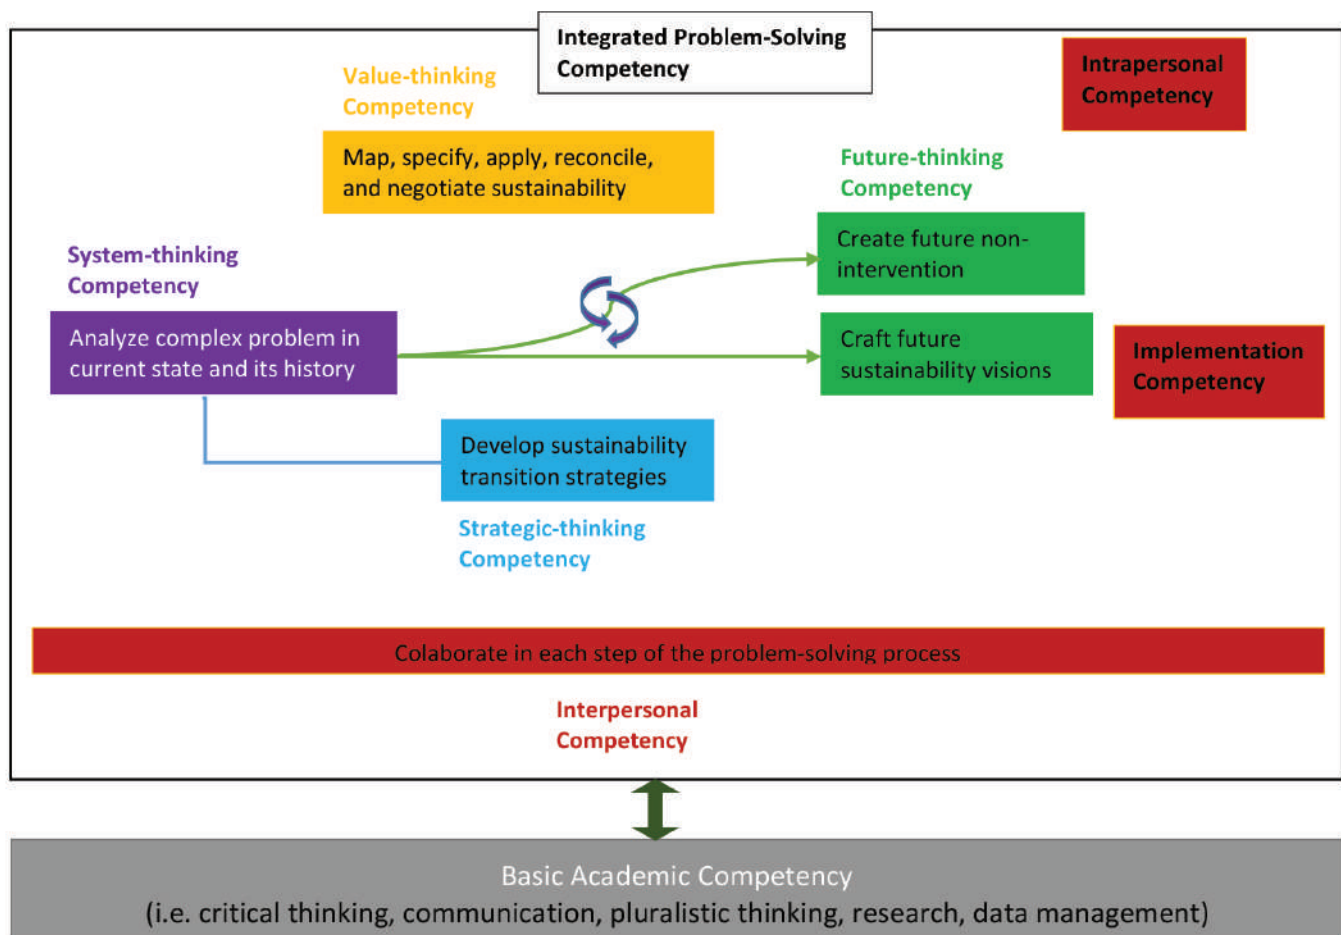 Integrated Problem-Solving
Competency
Intrapersonal
Competency
Value-thinking
Competency
Map, specify, apply, reconcile,
and negotiate sustainability
Future-thinking
Competency
Create future non-
intervention
System-thinking
Competency
Analyze complex problem in
current state and its history
Craft future
sustainability visions
Implementation
Competency
Develop sustainability
transition strategies
Strategic-thinking
Competency
Colaborate in each step of the problem-solving process
Interpersonal
Competency
Basic Academic Competency
(i.e. critical thinking, communication, pluralistic thinking, research, data management)